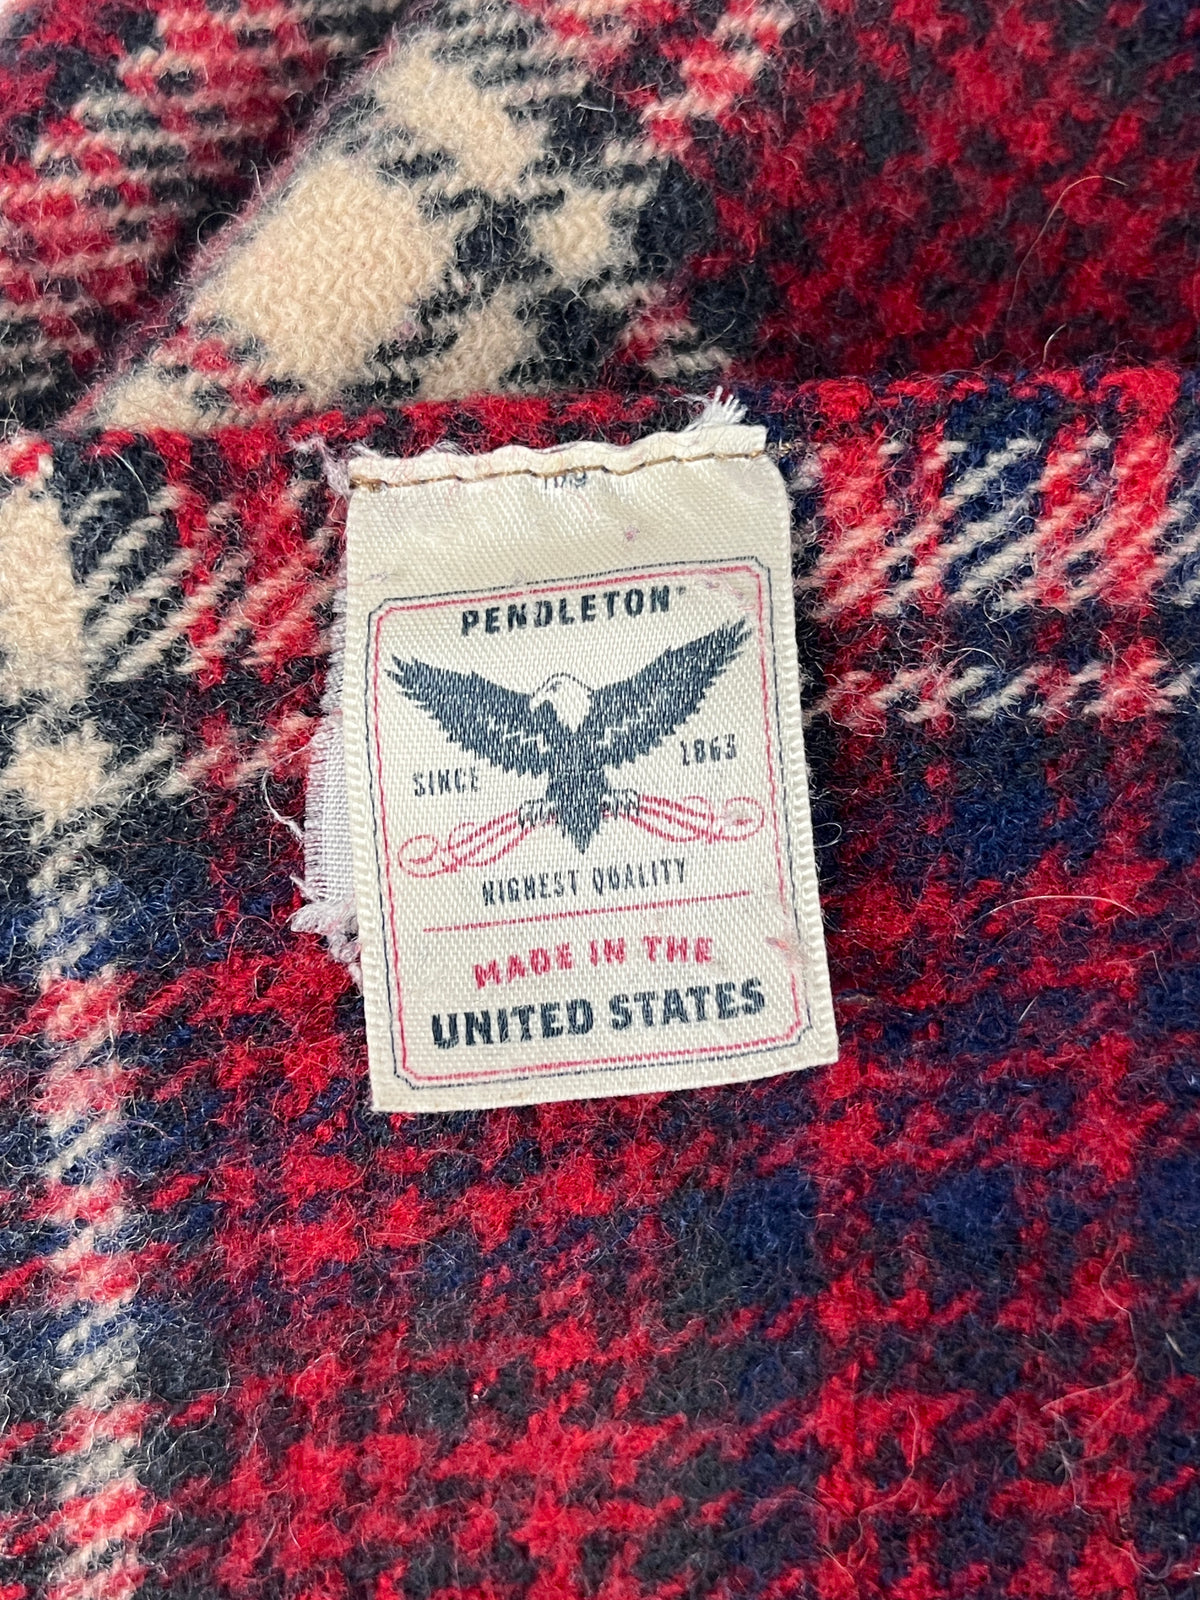 PENDLETON
SINCE 1863
HIGHEST QUALITY
MADE IN THE
UNITED STATES